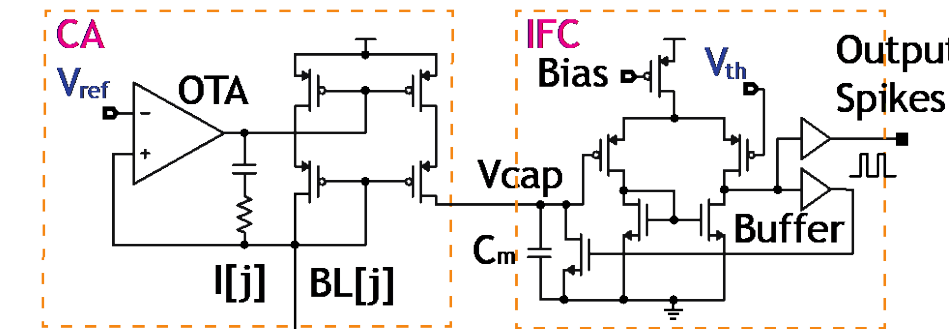 CA
IFC
Output
Spikes
Bias
Vth
Vref
OTA
−
+
Vcap
Cm
Buffer
I[j]
BL[j]